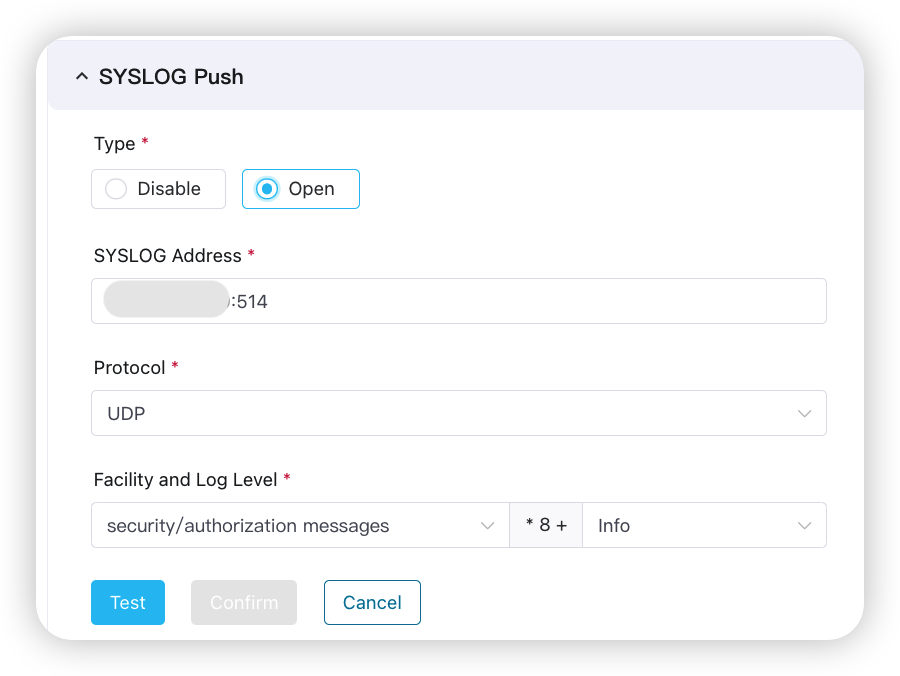 SYSLOG Push
Type *
Disable Open
SYSLOG Address *
:514
Protocol *
UDP
Facility and Log Level *
security/authorization messages * 8 + Info
Test Confirm Cancel